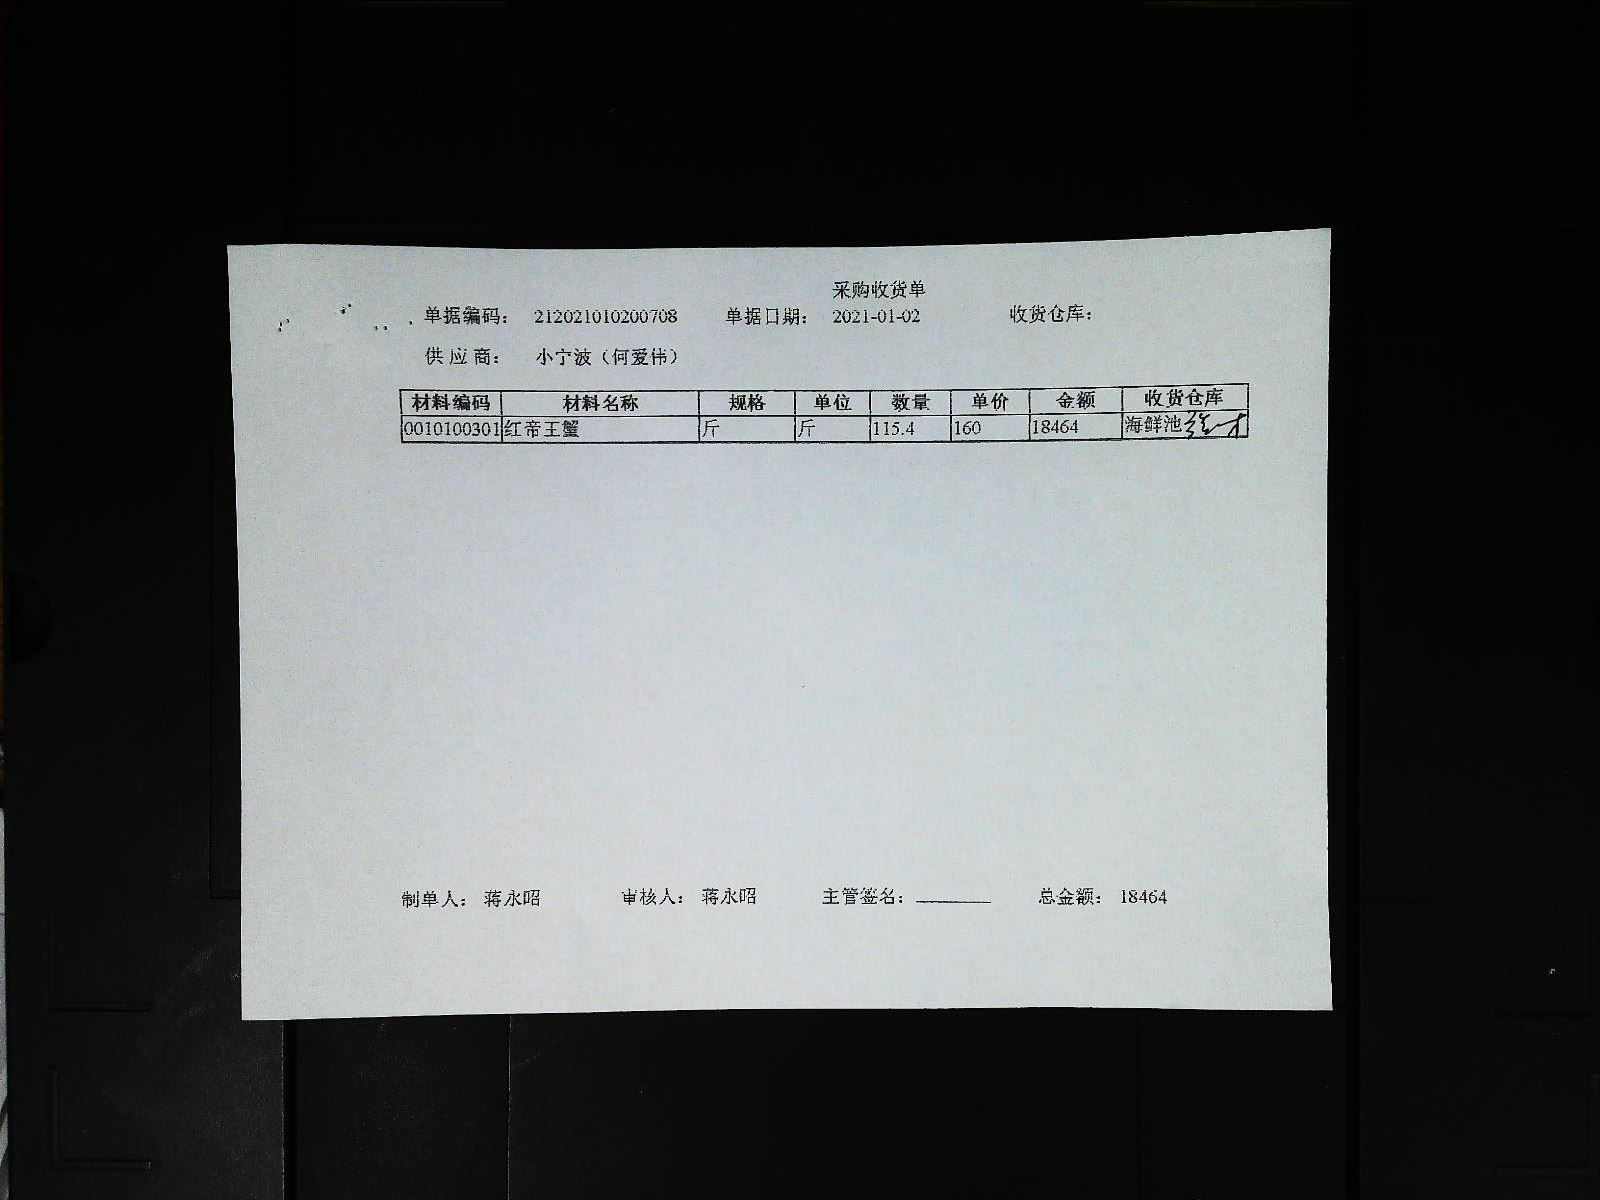 采购收货单
单据编码: 212021010200708 单据日期: 2021-01-02 收货仓库:
供应商: 小宁波（何爱伟）
材料编码 材料名称 规格 单位 数量 单价 金额 收货仓库
0010100301 红帝王蟹 斤 斤 115.4 160 18464 海鲜池
制单人: 蒋永昭 审核人: 蒋永昭 主管签名: 总金额: 18464